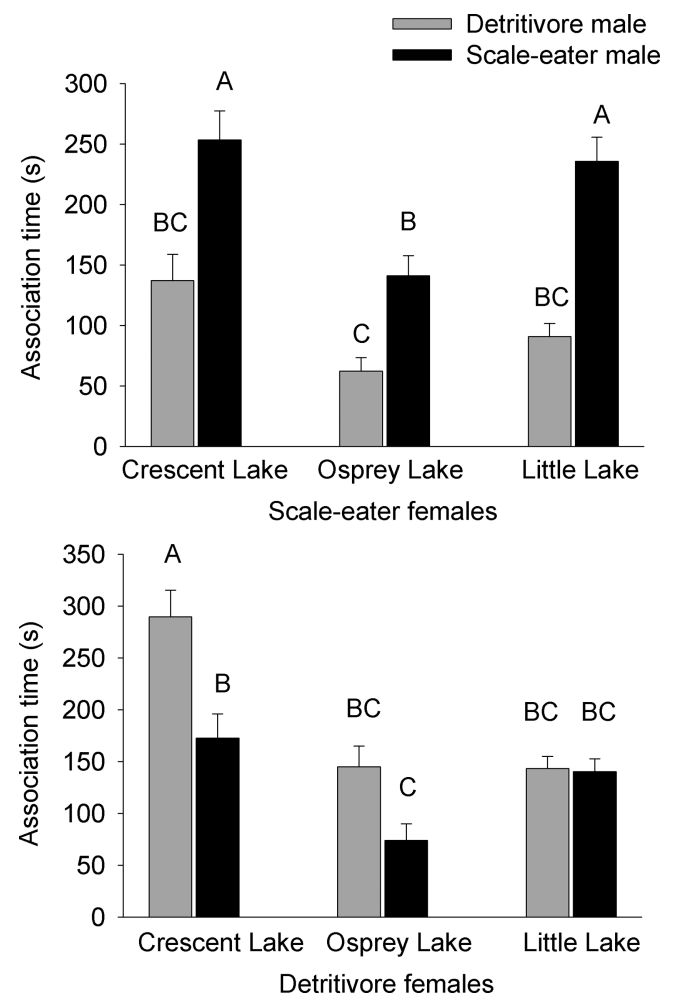 Detritivore male
Scale-eater male
300
250
200
150
100
50
0
Association time (s)
A
BC
B
C
A
BC
Crescent Lake Osprey Lake Little Lake
Scale-eater females
350
300
250
200
150
100
50
0
Association time (s)
A
B
BC
C
BC BC
Crescent Lake Osprey Lake Little Lake
Detritivore females